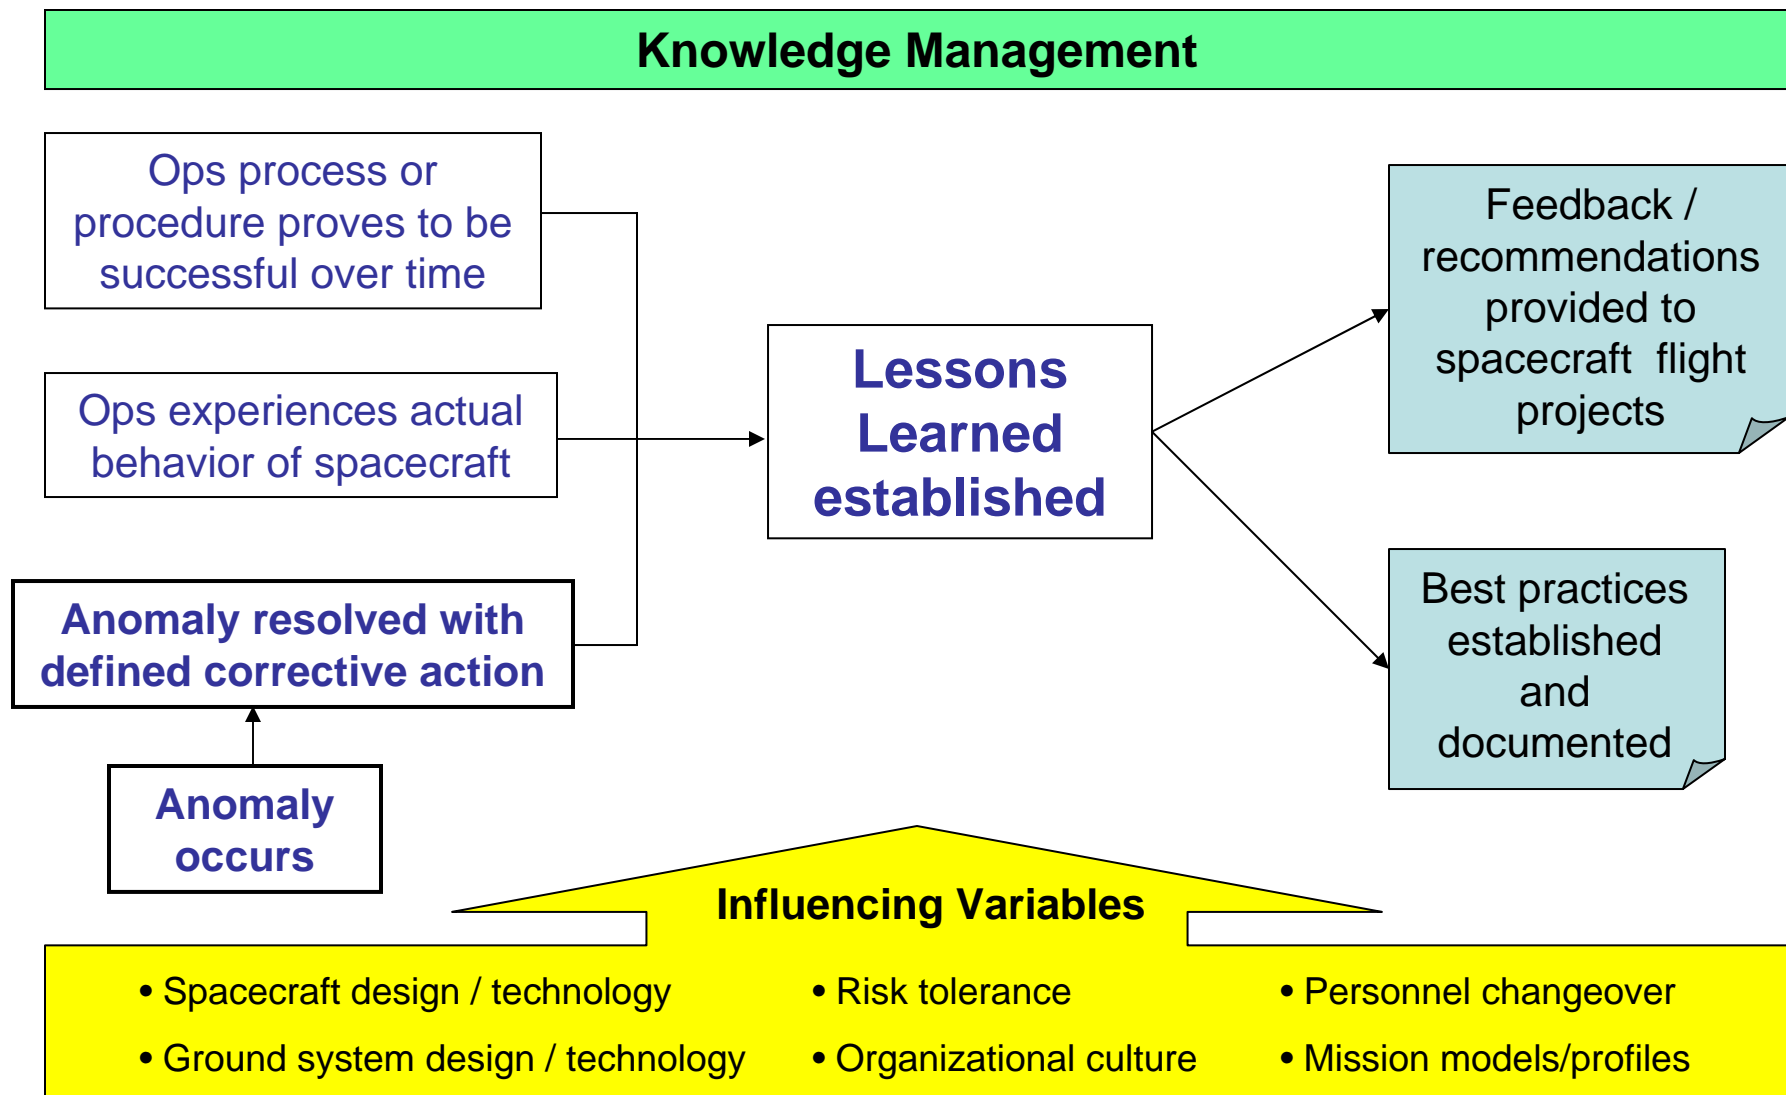 Knowledge Management
Ops process or
procedure proves to be
successful over time
Ops experiences actual
behavior of spacecraft
Anomaly resolved with
defined corrective action
Anomaly
occurs
Lessons
Learned
established
Feedback /
recommendations
provided to
spacecraft flight
projects
Best practices
established
and
documented
Influencing Variables
• Spacecraft design / technology
• Ground system design / technology
• Risk tolerance
• Organizational culture
• Personnel changeover
• Mission models/profiles